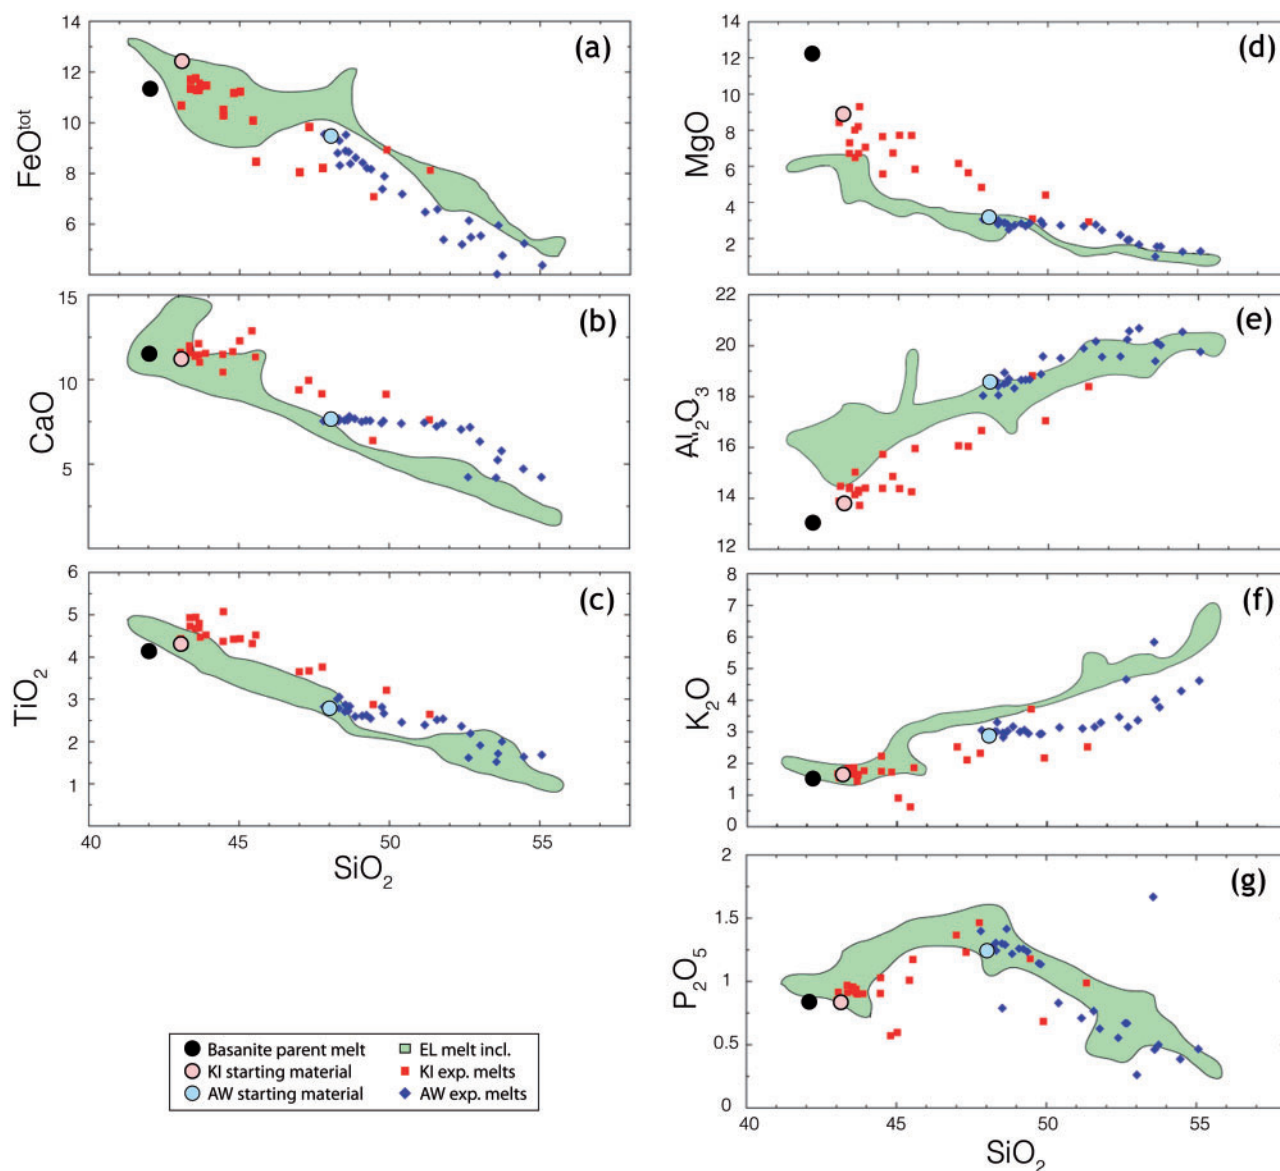 (a)
FeO^tot
14
12
10
8
6
(b)
CaO
15
10
5
(c)
TiO₂
6
5
4
3
2
1
40 45 50 55
SiO₂
(d)
MgO
14
12
10
8
6
4
2
(e)
Al₂O₃
22
20
18
16
14
12
(f)
K₂O
8
7
6
5
4
3
2
1
0
(g)
P₂O₅
2
1.5
1
0.5
0
40 45 50 55
SiO₂
Basanite parent melt
KI starting material
AW starting material
EL melt incl.
KI exp. melts
AW exp. melts